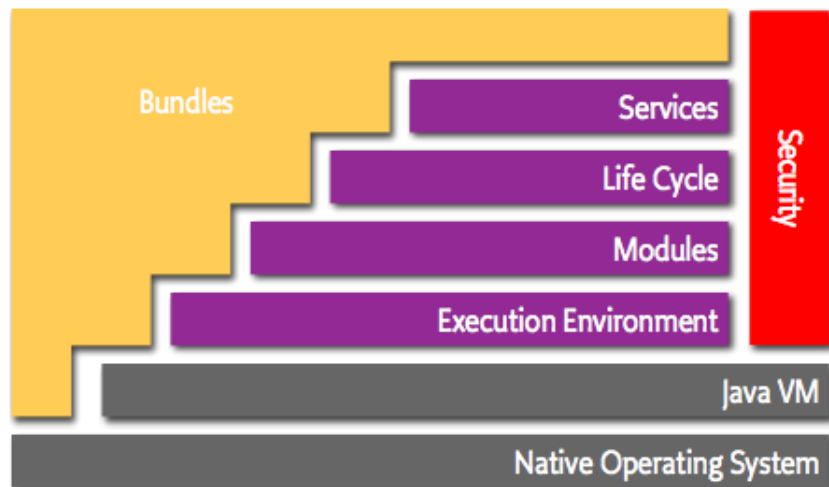 Bundles
Services
Life Cycle
Modules
Execution Environment
Security
Java VM
Native Operating System